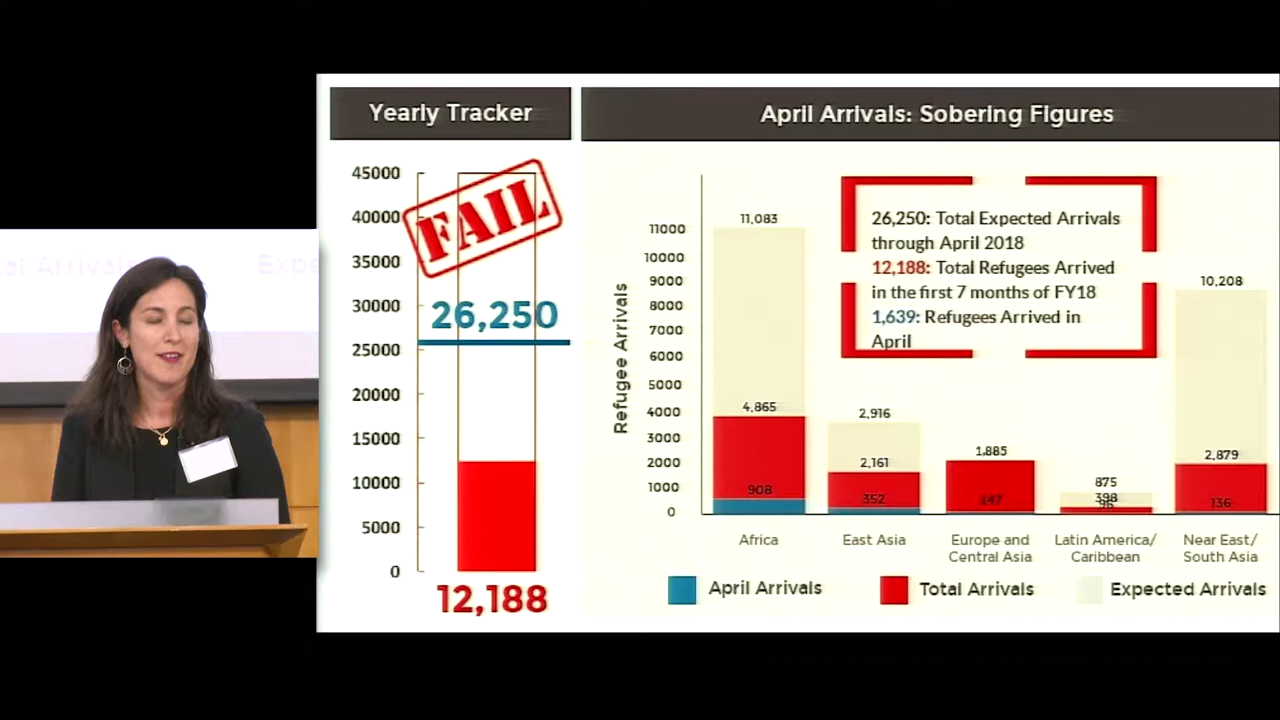 Yearly Tracker
45000
40000
35000
30000
25000
20000
15000
10000
5000
0
FAIL
26,250
12,188
April Arrivals: Sobering Figures
Refugee Arrivals
11000
10000
9000
8000
7000
6000
5000
4000
3000
2000
1000
0
26,250: Total Expected Arrivals
through April 2018
12,188: Total Refugees Arrived
in the first 7 months of FY18
1,639: Refugees Arrived in
April
11,083
4,865
908
2,916
2,161
352
1,885
147
875
398
96
10,208
2,879
136
Africa
East Asia
Europe and
Central Asia
Latin America/
Caribbean
Near East/
South Asia
April Arrivals
Total Arrivals
Expected Arrivals
al Arrivals
Expe